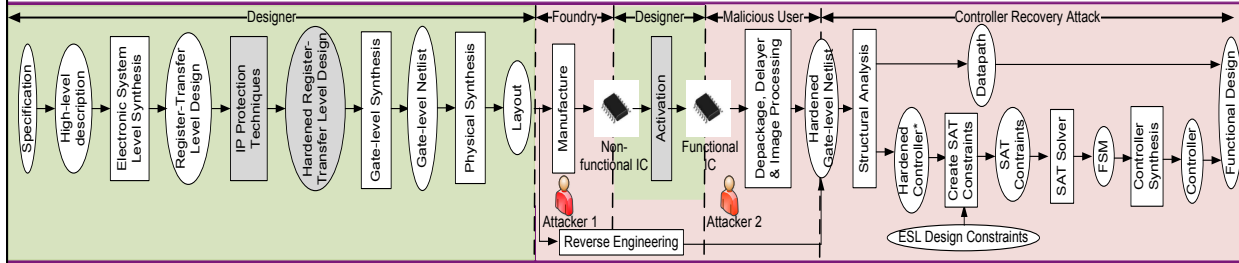 Designer
Foundry
Designer
Malicious User
Controller Recovery Attack
Specification
High-level
description
Electronic System
Level Synthesis
Register-Transfer
Level Design
IP Protection
Techniques
Hardened Register-
Transfer Level Design
Gate-level Synthesis
Gate-level Netlist
Physical Synthesis
Layout
Manufacture
Non-
functional IC
Activation
Functional
IC
Depackage, Delayer
& Image Processing
Hardened
Gate-level Netlist
Structural Analysis
Datapath
Hardened
Controller*
Create SAT
Constraints
SAT
Contraints
SAT Solver
FSM
Controller
Synthesis
Controller
Functional Design
Attacker 1
Attacker 2
Reverse Engineering
ESL Design Constraints